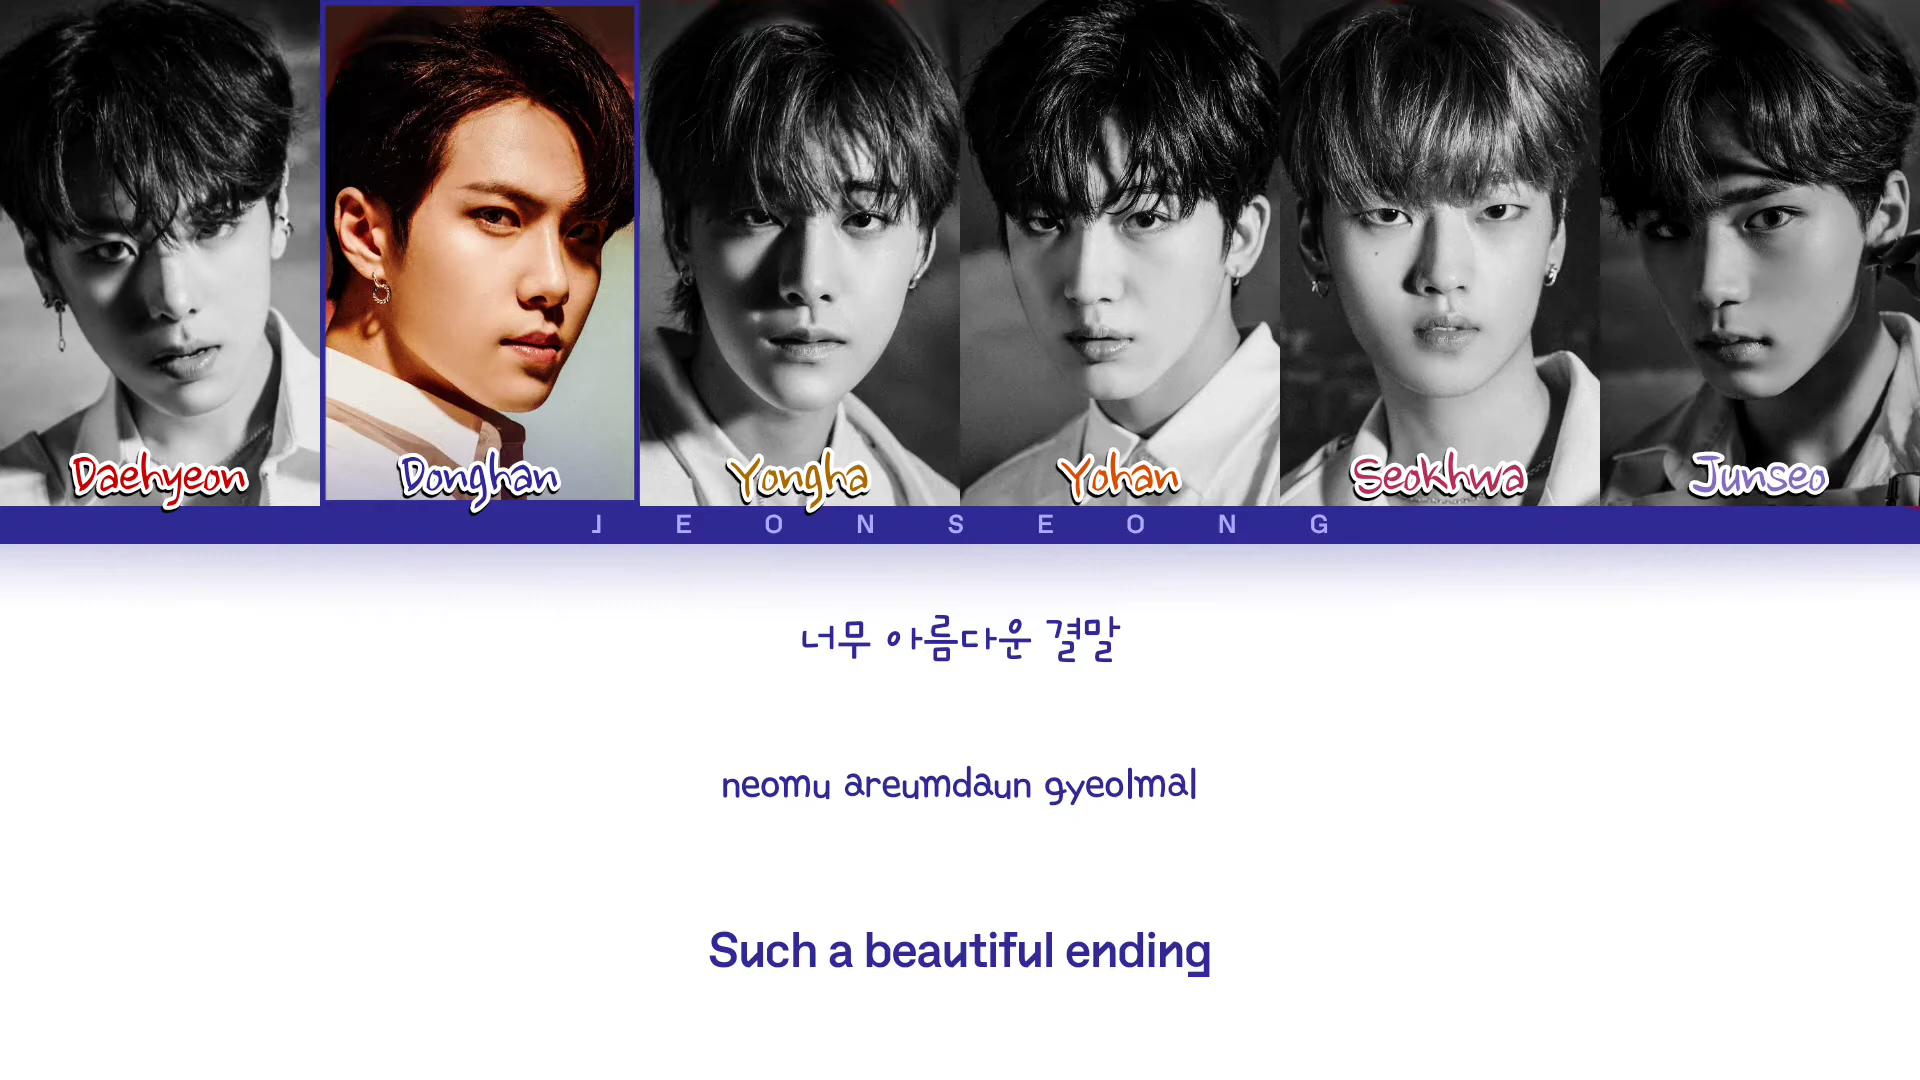 Daehyeon Donghan Yongha Yohan Seokhwa Junseo
JEONSEONG
너무 아름다운 결말
neomu areumdaun gyeolmal
Such a beautiful ending